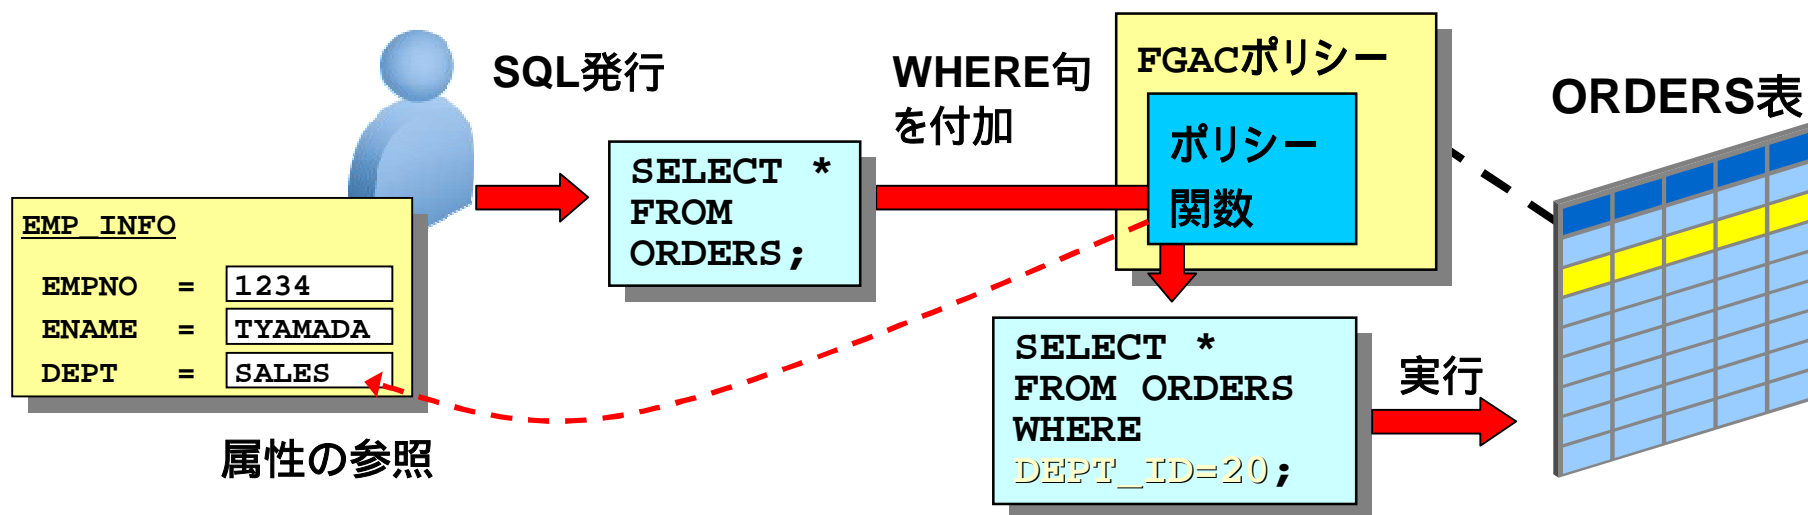 SQL発行
WHERE句
を付加
FGACポリシー
ポリシー
関数
ORDERS表
SELECT *
FROM
ORDERS;
EMP_INFO
EMPNO = 1234
ENAME = TYAMADA
DEPT = SALES
属性の参照
SELECT *
FROM ORDERS
WHERE
DEPT_ID=20;
実行